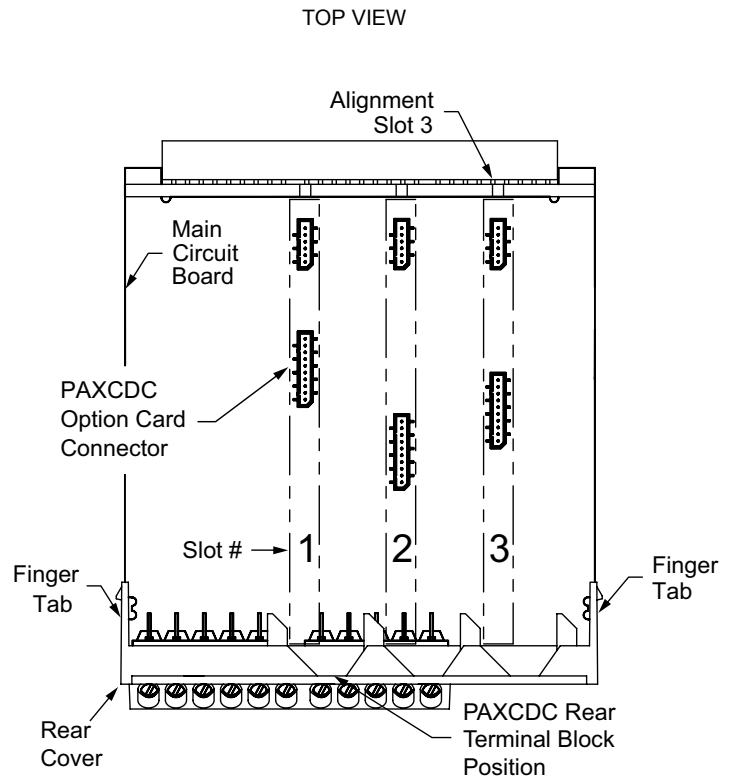 TOP VIEW
Alignment
Slot 3
Main
Circuit
Board
PAXCDC
Option Card
Connector
Slot #
1
2
3
Finger
Tab
Finger
Tab
Rear
Cover
PAXCDC Rear
Terminal Block
Position